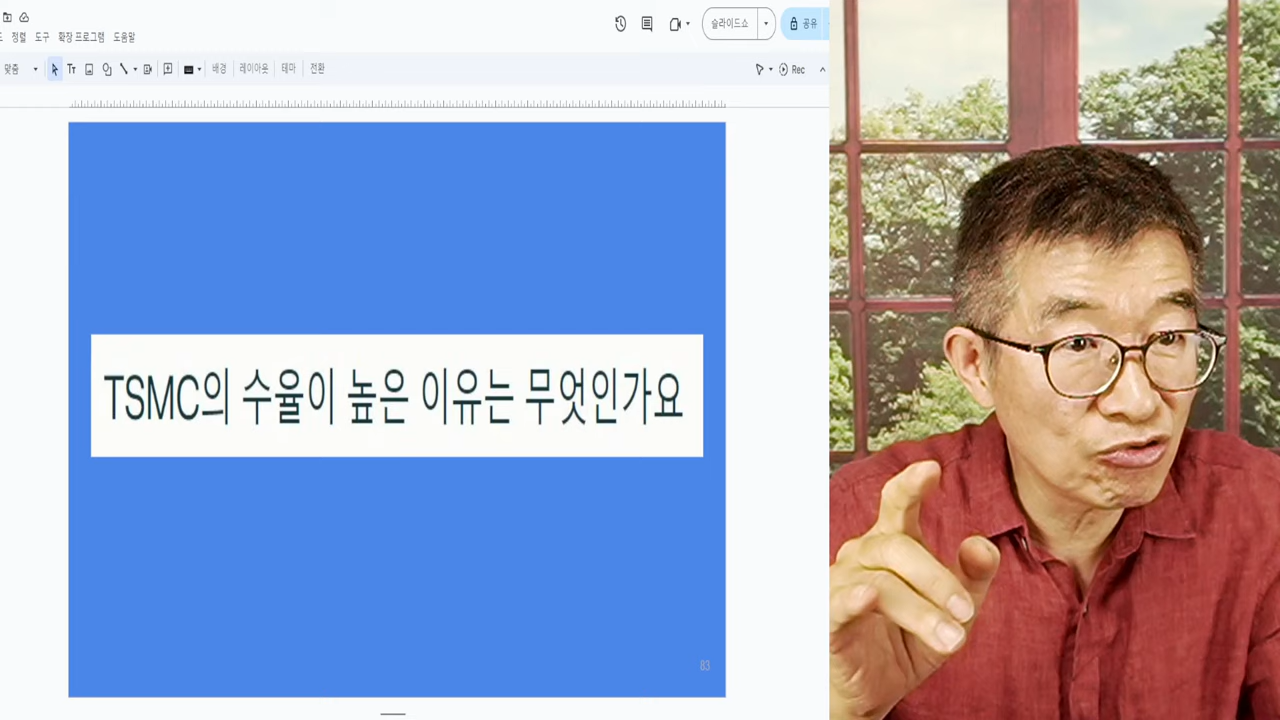 정렬 도구 확장 프로그램 도움말
슬라이드쇼
공유
맞춤
배경 레이아웃 테마 전환
Rec
TSMC의 수율이 높은 이유는 무엇인가요
83